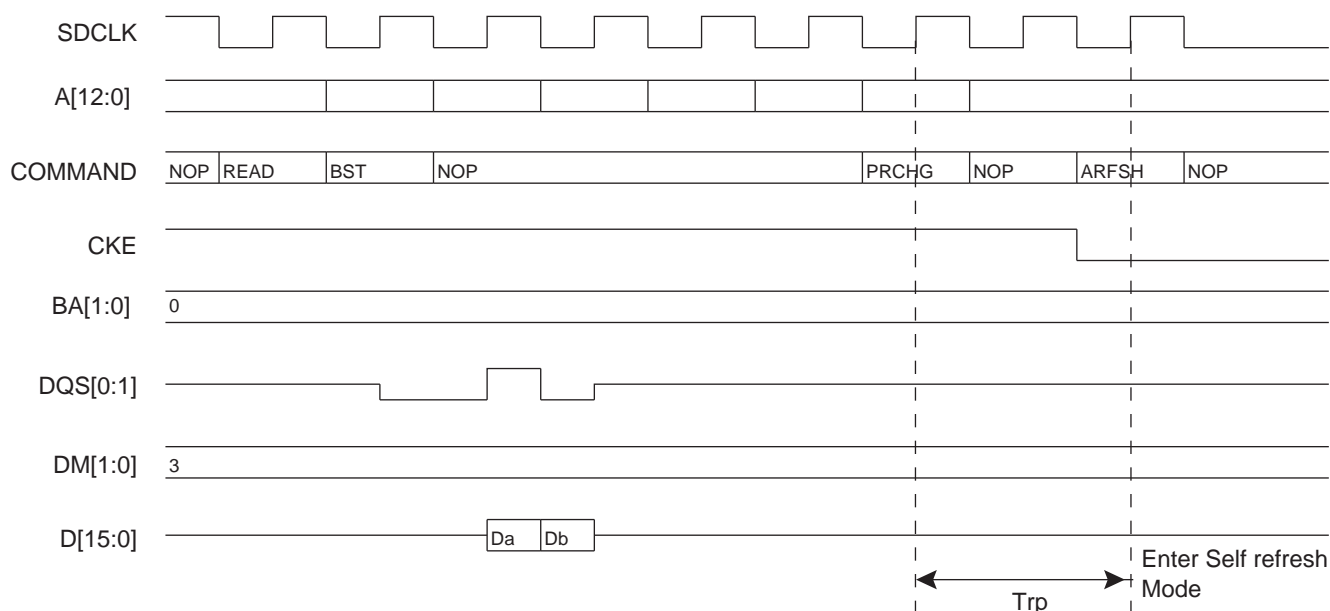 SDCLK
A[12:0]
COMMAND NOP READ BST NOP PRCHG NOP ARFSH NOP
CKE
BA[1:0] 0
DQS[0:1]
DM[1:0] 3
D[15:0] Da Db
Enter Self refresh
Mode
Trp